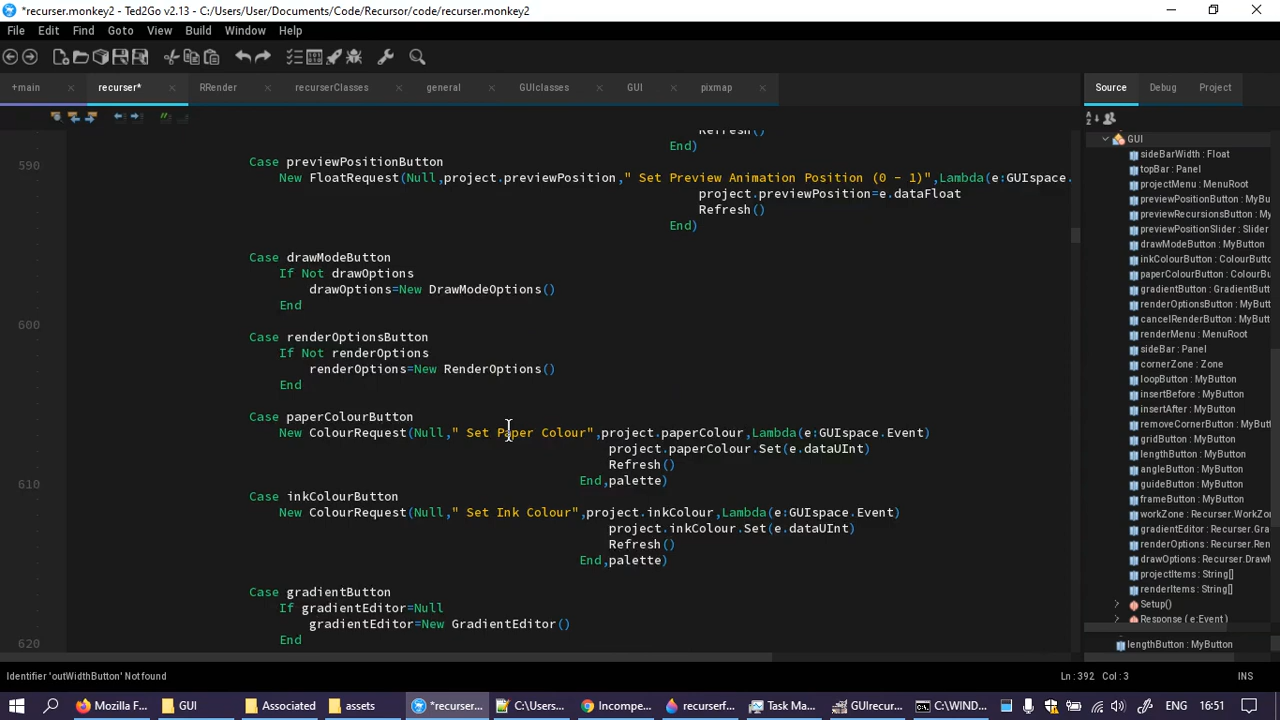 *recurser.monkey2 - Ted2Go v2.13 - C:/Users/User/Documents/Code/Recursor/code/recurser.monkey2
File Edit Find GoTo View Build Window Help
+main recurser* RRender recurserClasses general GUIclasses GUI pixmap
Source Debug Project
Refresh()
End)
590
Case previewPositionButton
New FloatRequest(Null,project.previewPosition," Set Preview Animation Position (0 - 1)",Lambda(e:GUIspace.
project.previewPosition=e.dataFloat
Refresh()
End)
Case drawModeButton
If Not drawOptions
drawOptions=New DrawModeOptions()
End
600
Case renderOptionsButton
If Not renderOptions
renderOptions=New RenderOptions()
End
Case paperColourButton
New ColourRequest(Null," Set Paper Colour",project.paperColour,Lambda(e:GUIspace.Event)
project.paperColour.Set(e.dataUInt)
Refresh()
610 End,palette)
Case inkColourButton
New ColourRequest(Null," Set Ink Colour",project.inkColour,Lambda(e:GUIspace.Event)
project.inkColour.Set(e.dataUInt)
Refresh()
End,palette)
Case gradientButton
If gradientEditor=Null
gradientEditor=New GradientEditor()
620 End
GUI
sideBarWidth : Float
topBar : Panel
projectMenu : MenuRoot
previewPositionButton : MyBu
previewRecursionsButton : My
previewPositionSlider : Slider
drawModeButton : MyButton
inkColourButton : ColourButto
paperColourButton : ColourBu
gradientButton : GradientButt
renderOptionsButton : MyButt
cancelRenderButton : MyButto
renderMenu : MenuRoot
sideBar : Panel
cornerZone : Zone
loopButton : MyButton
insertBefore : MyButton
insertAfter : MyButton
removeCornerButton : MyButt
gridButton : MyButton
lengthButton : MyButton
angleButton : MyButton
guideButton : MyButton
frameButton : MyButton
workZone : Recurser.WorkZon
gradientEditor : Recurser.Gra
renderOptions : Recurser.Ren
drawOptions : Recurser.DrawM
projectItems : String[]
renderItems : String[]
Setup()
Response ( e:Event )
lengthButton : MyButton
Identifier 'outWidthButton' Not found
Ln : 392 Col : 3 INS
Mozilla F... GUI Associated assets *recurser... C:\Users... Incompe... recurserf... Task Ma... GUIrecur... C:\WIND... 16:51